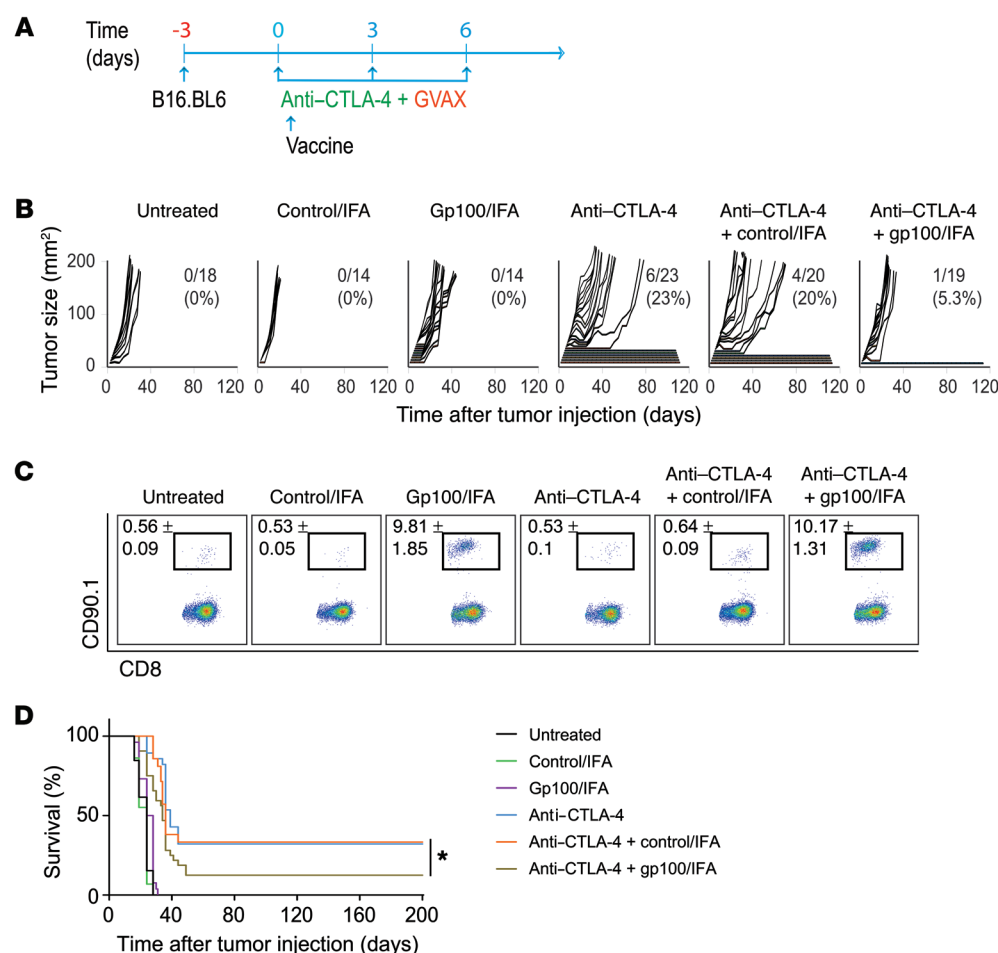 A
Time
(days)
-3 0 3 6
B16.BL6
Anti–CTLA-4 + GVAX
Vaccine
B
Untreated
Control/IFA
Gp100/IFA
Anti–CTLA-4
Anti–CTLA-4
+ control/IFA
Anti–CTLA-4
+ gp100/IFA
Tumor size (mm²)
200
100
0
0/18
(0%)
0/14
(0%)
0/14
(0%)
6/23
(23%)
4/20
(20%)
1/19
(5.3%)
0 40 80 120
0 40 80 120
0 40 80 120
0 40 80 120
0 40 80 120
0 40 80 120
Time after tumor injection (days)
C
Untreated
Control/IFA
Gp100/IFA
Anti–CTLA-4
Anti–CTLA-4
+ control/IFA
Anti–CTLA-4
+ gp100/IFA
0.56 ±
0.09
0.53 ±
0.05
9.81 ±
1.85
0.53 ±
0.1
0.64 ±
0.09
10.17 ±
1.31
CD90.1
CD8
D
Survival (%)
100
50
0
0 40 80 120 160 200
Time after tumor injection (days)
*
Untreated
Control/IFA
Gp100/IFA
Anti–CTLA-4
Anti–CTLA-4 + control/IFA
Anti–CTLA-4 + gp100/IFA